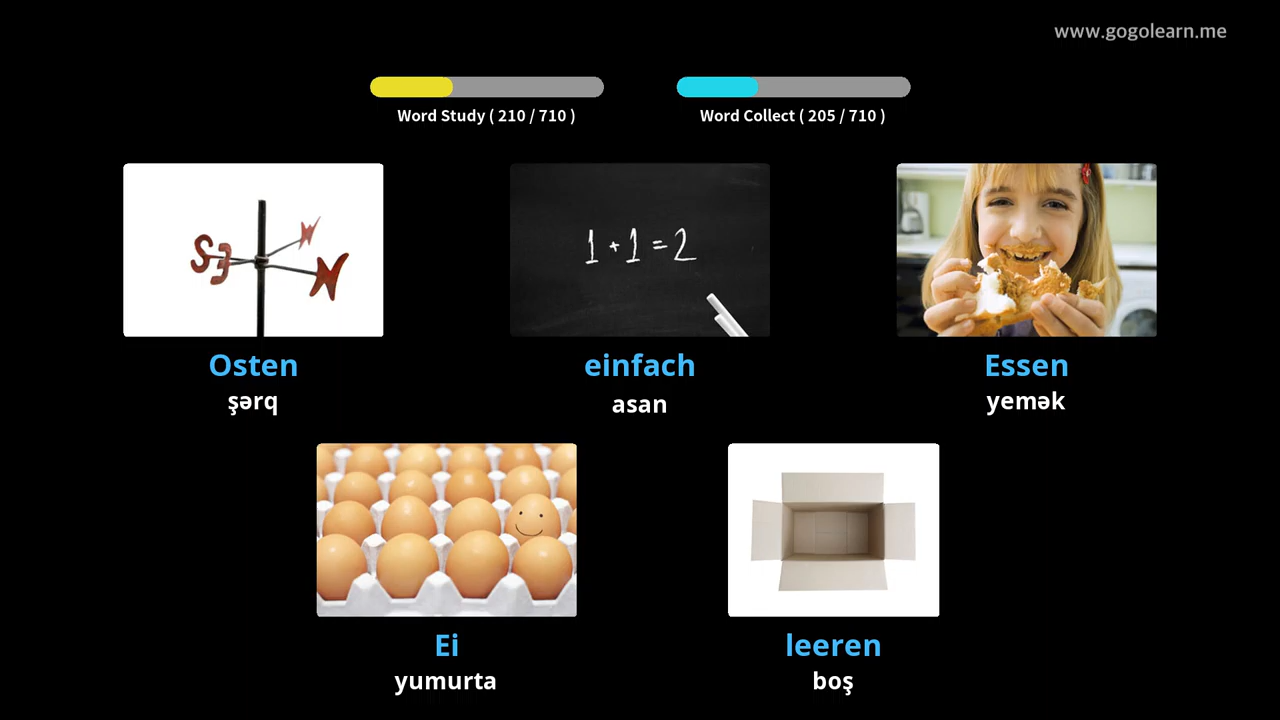 www.gogolearn.me
Word Study ( 210 / 710 )
Word Collect ( 205 / 710 )
S E N W
1 + 1 = 2
Osten
şərq
einfach
asan
Essen
yemək
Ei
yumurta
leeren
boş